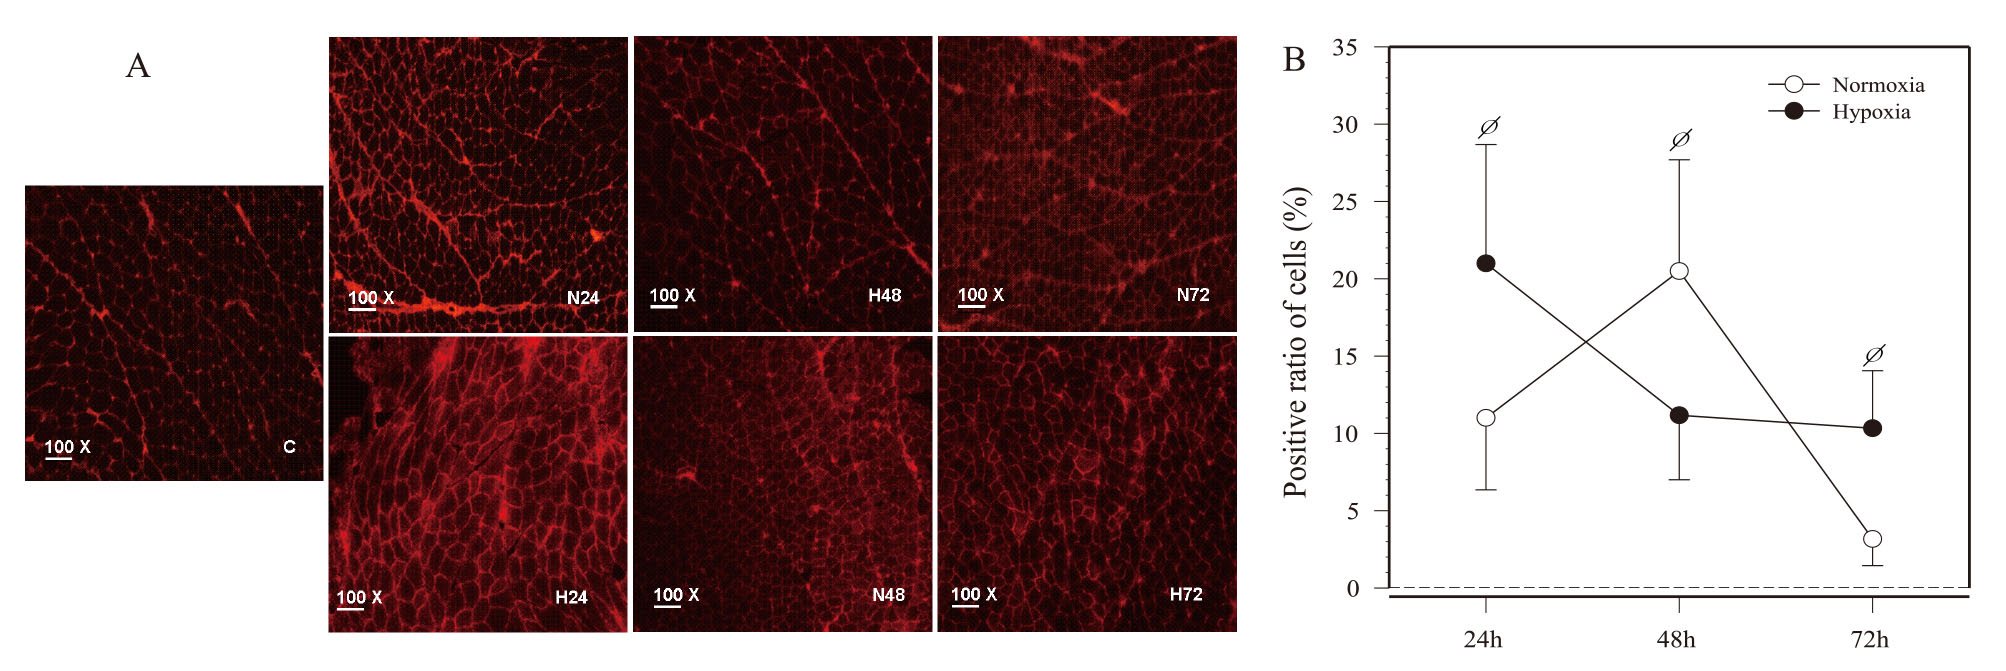 A
100 X
C
100 X
N24
100 X
H48
100 X
N72
100 X
H24
100 X
N48
100 X
H72
B
Normoxia
Hypoxia
Positive ratio of cells (%)
35
30
25
20
15
10
5
0
∅
∅
∅
24h
48h
72h